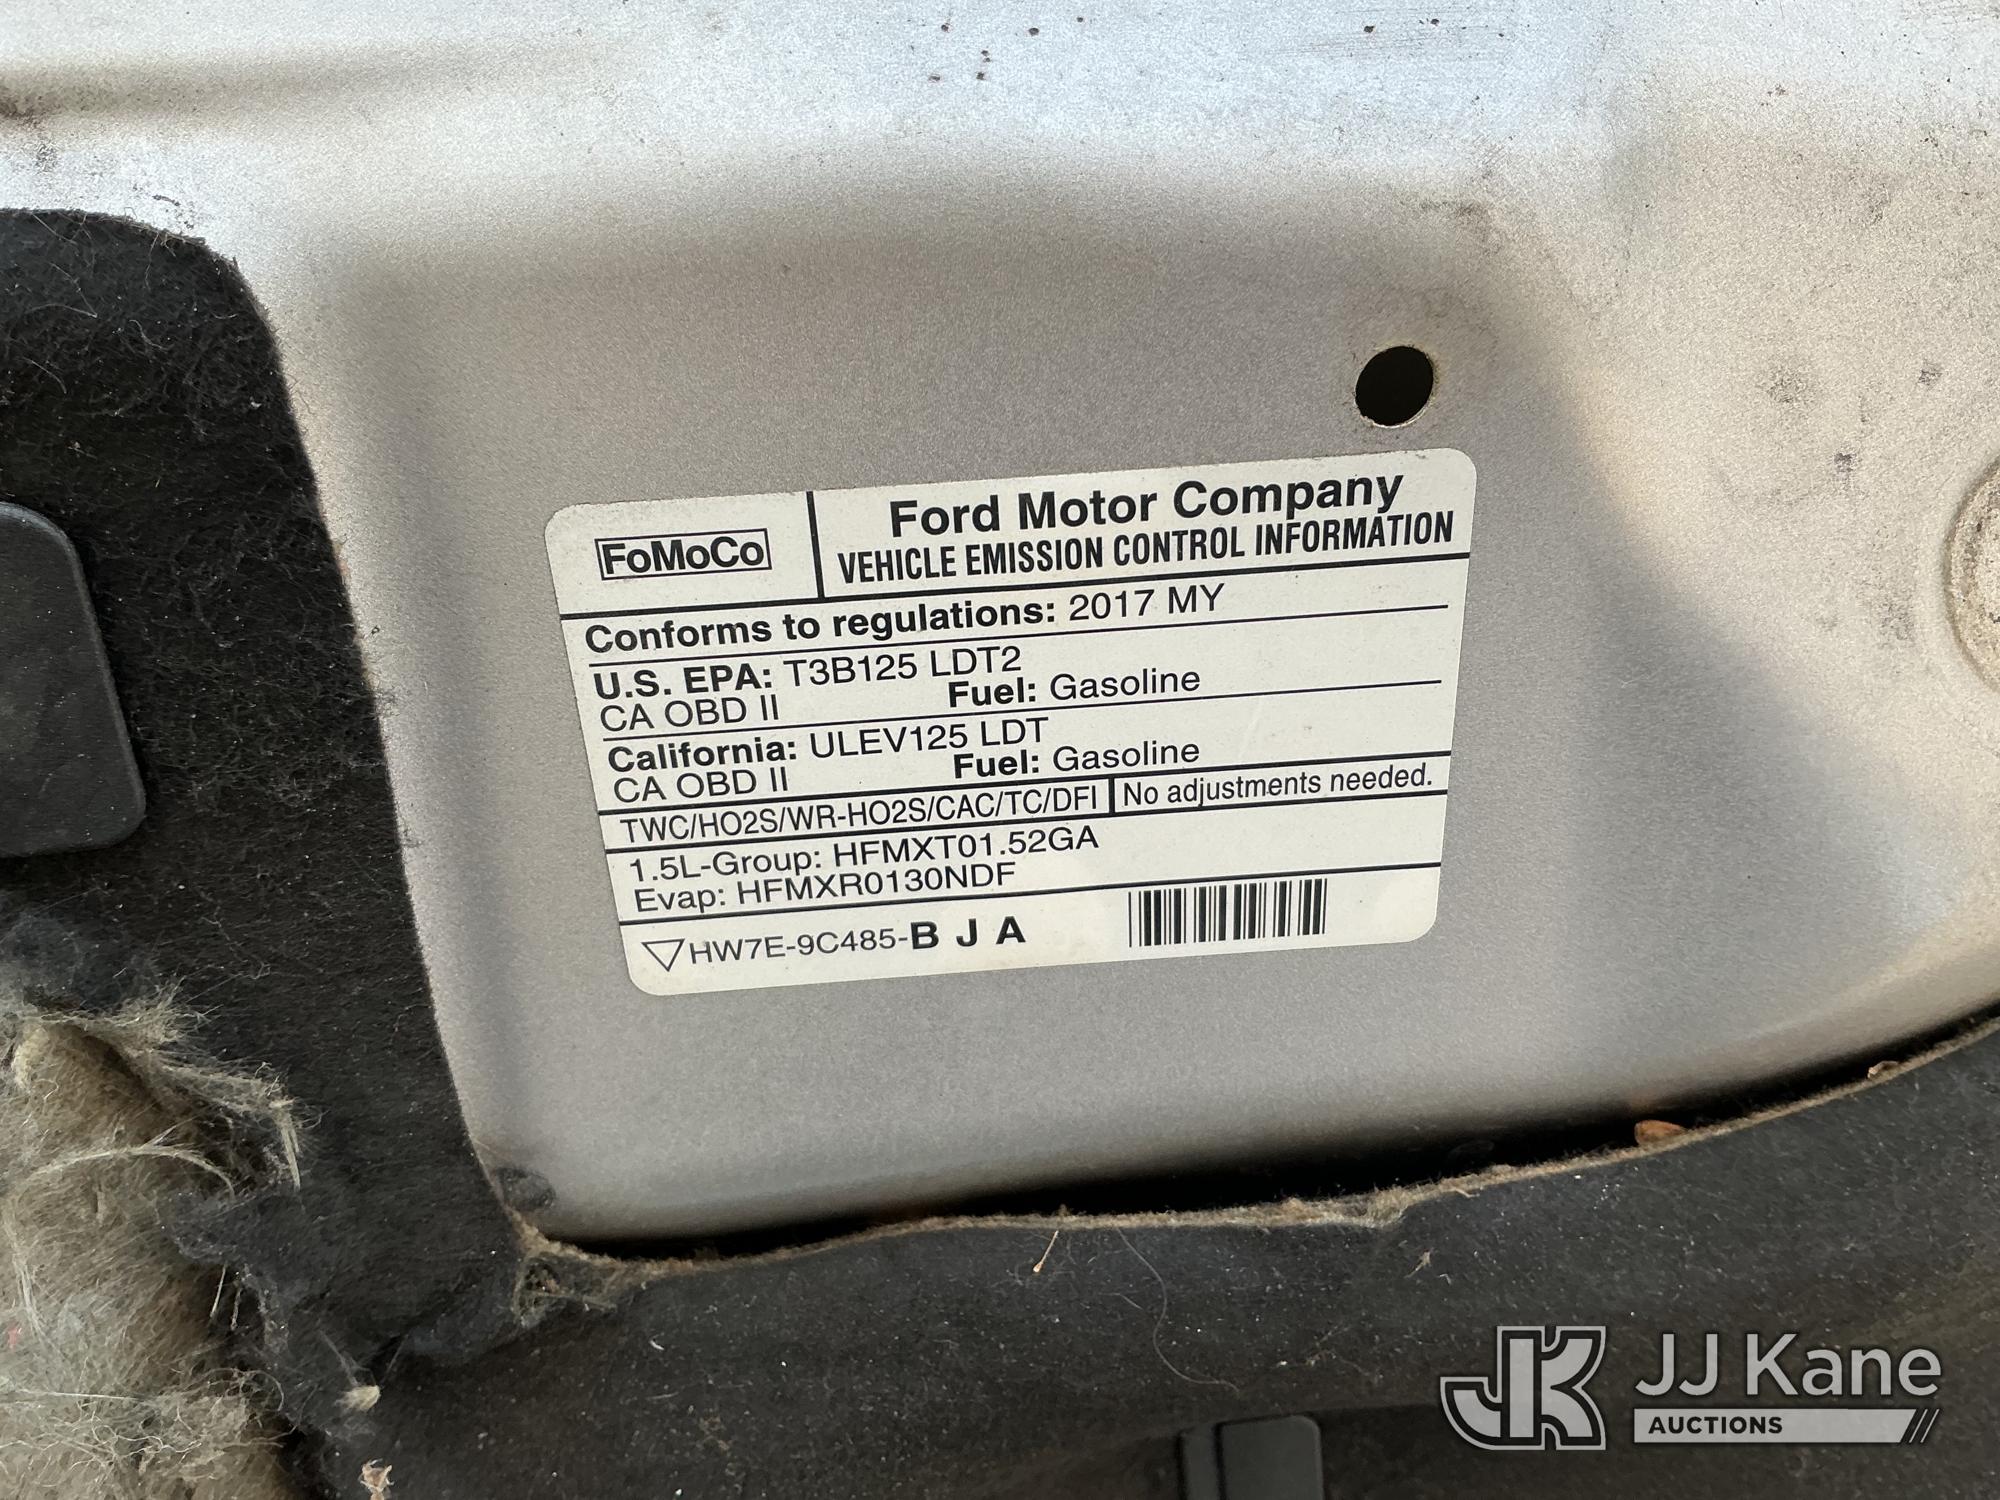 FoMoCo
Ford Motor Company
VEHICLE EMISSION CONTROL INFORMATION
Conforms to regulations: 2017 MY
U.S. EPA: T3B125 LDT2
CA OBD II Fuel: Gasoline
California: ULEV125 LDT
CA OBD II Fuel: Gasoline
TWC/HO2S/WR-HO2S/CAC/TC/DFI No adjustments needed.
1.5L-Group: HFMXT01.52GA
Evap: HFMXR0130NDF
HW7E-9C485-B J A
JK JJ Kane
AUCTIONS